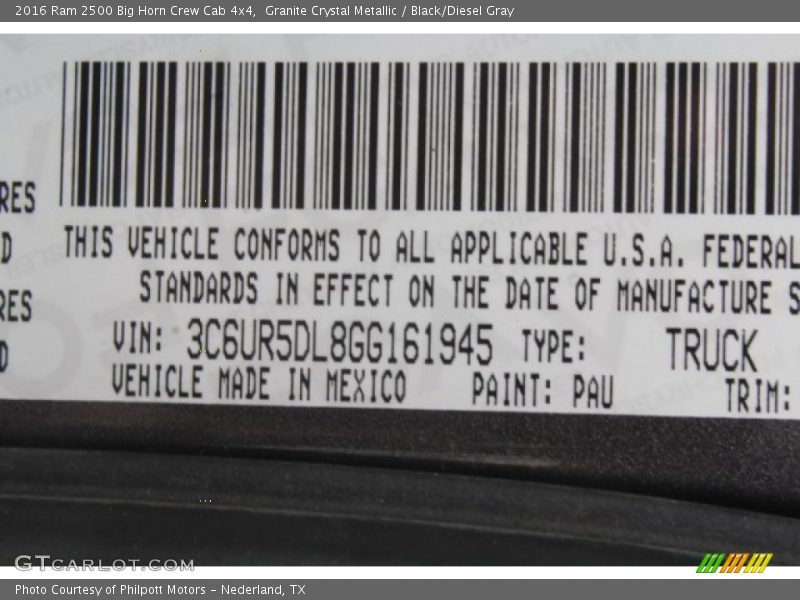 2016 Ram 2500 Big Horn Crew Cab 4x4,  Granite Crystal Metallic / Black/Diesel Gray
RES
D
THIS VEHICLE CONFORMS TO ALL APPLICABLE U.S.A. FEDERAL
STANDARDS IN EFFECT ON THE DATE OF MANUFACTURE S
RES
VIN: 3C6UR5DL8GG161945 TYPE: TRUCK
D
VEHICLE MADE IN MEXICO PAINT: PAU TRIM:
GTCARLOT.COM
Photo Courtesy of Philpott Motors - Nederland, TX